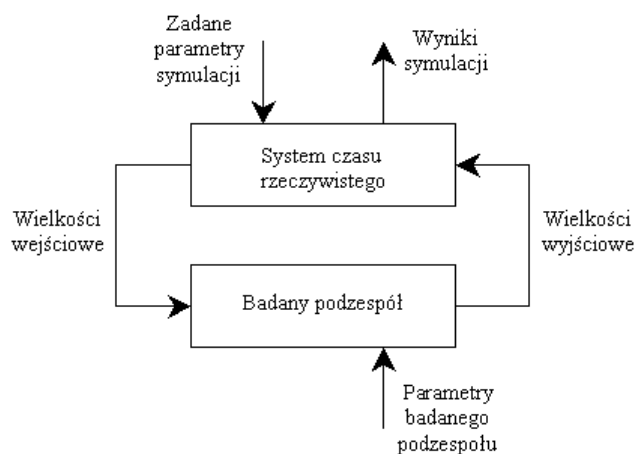 Zadane
parametry
symulacji
Wyniki
symulacji
System czasu
rzeczywistego
Wielkości
wejściowe
Wielkości
wyjściowe
Badany podzespół
Parametry
badanego
podzespołu